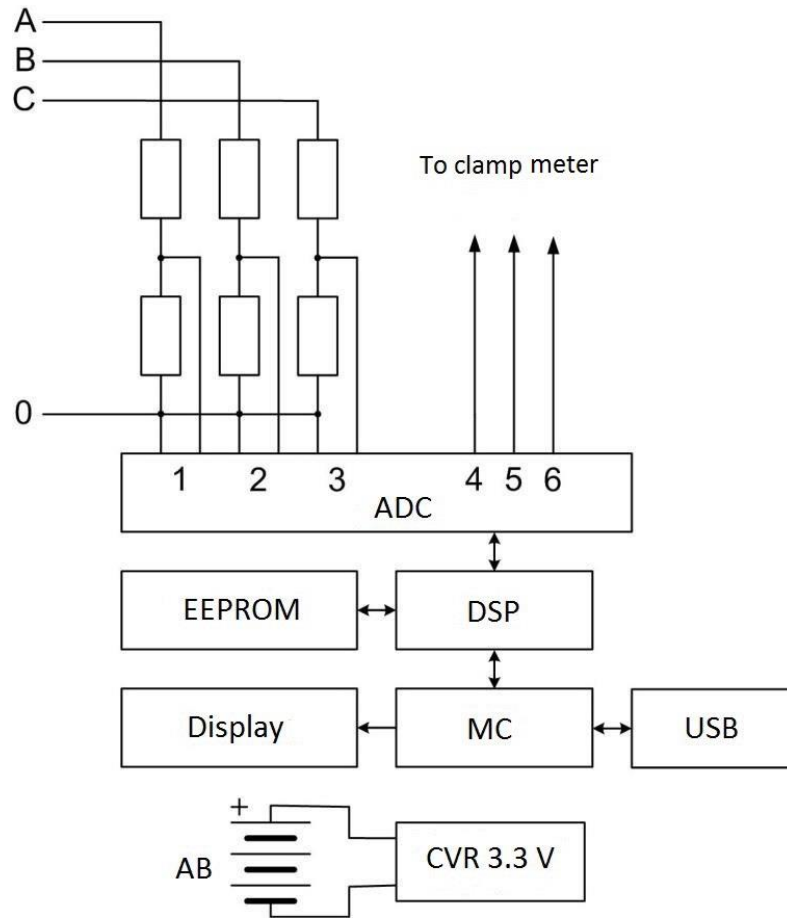 A
B
C
To clamp meter
0
1 2 3 4 5 6
ADC
EEPROM
DSP
Display
MC
USB
+
AB
CVR 3.3 V